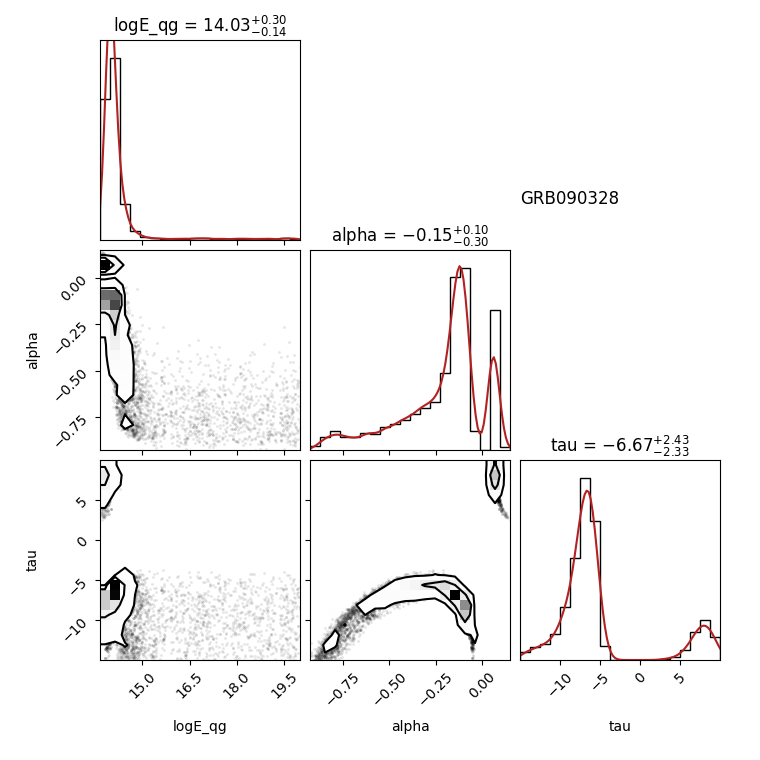 logE_qg = 14.03+0.30 −0.14
GRB090328
alpha = −0.15+0.10 −0.30
0.00
−0.25
−0.50
−0.75
alpha
tau = −6.67+2.43 −2.33
5
0
−5
−10
tau
15.0 16.5 18.0 19.5
−0.75 −0.50 −0.25 0.00
−10 −5 0 5
logE_qg alpha tau